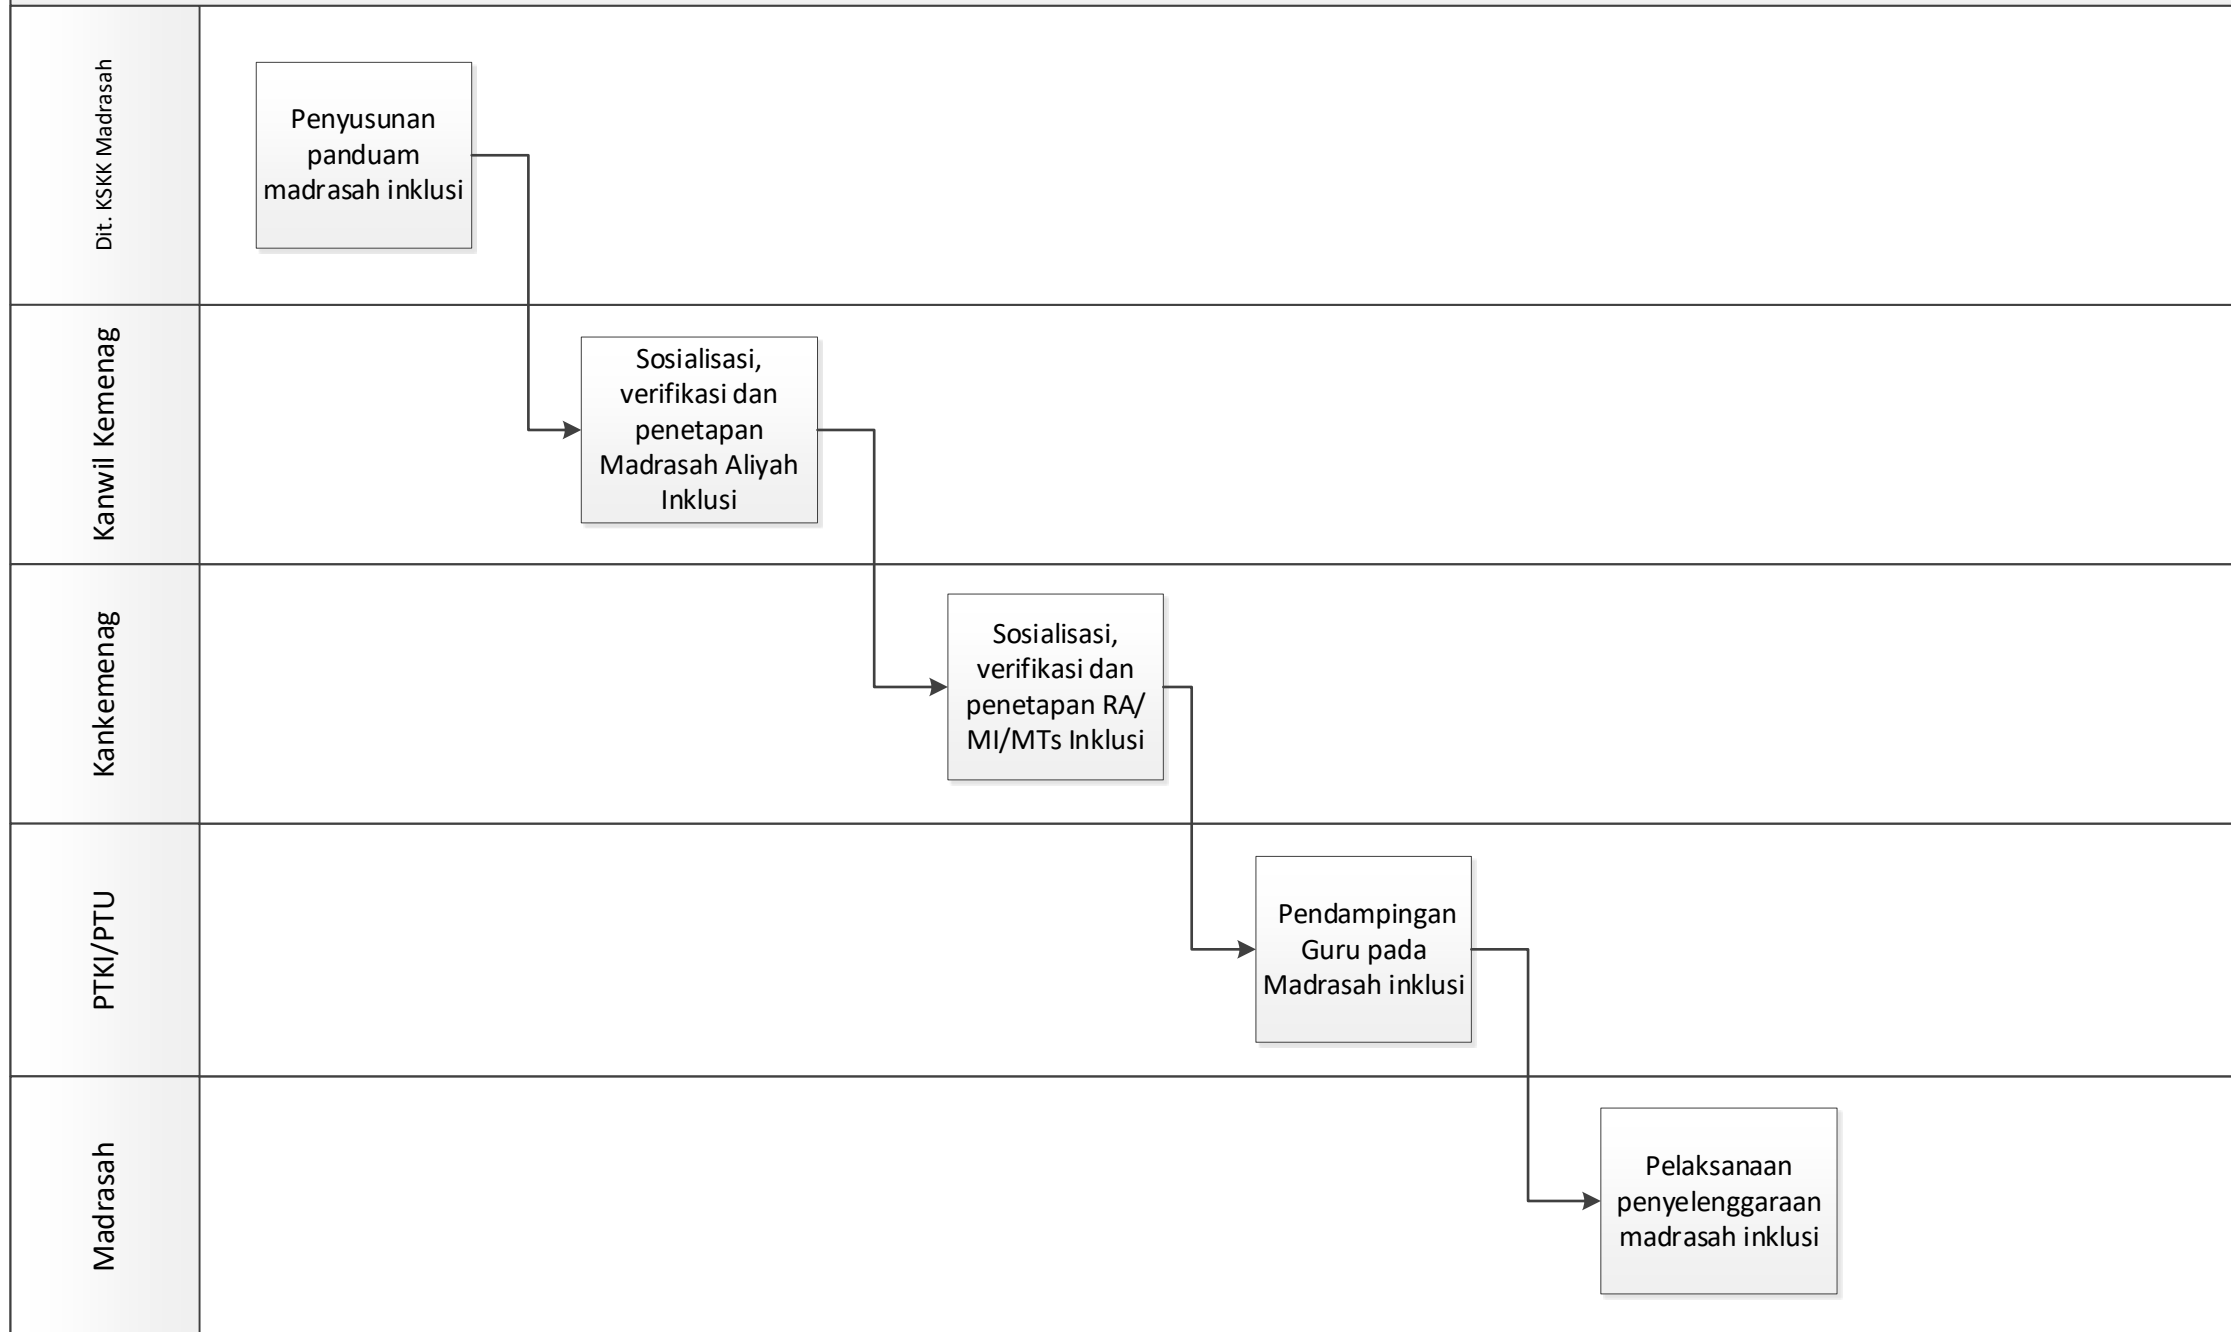 Dit. KSKK Madrasah
Penyusunan
panduam
madrasah inklusi
Kanwil Kemenag
Sosialisasi,
verifikasi dan
penetapan
Madrasah Aliyah
Inklusi
Kankemenag
Sosialisasi,
verifikasi dan
penetapan RA/
MI/MTs Inklusi
PTKI/PTU
Pendampingan
Guru pada
Madrasah inklusi
Madrasah
Pelaksanaan
penyelenggaraan
madrasah inklusi